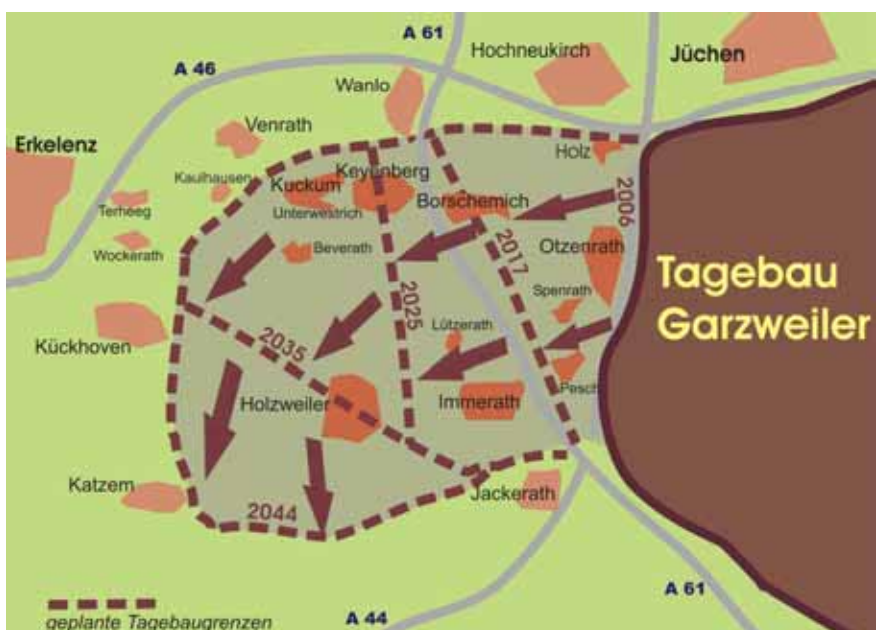 A 61
Hochneukirch
Jüchen
A 46
Wanlo
Venrath
Erkelenz
Holz
Keyenberg
Kaulhausen
Kuckum
Borschemich
2006
Terheeg
Unterwestrich
Otzenrath
Wockerath
Beverath
2017
Tagebau
Garzweiler
Spenrath
2025
Lützerath
2035
Kückhoven
Pesch
Holzweiler
Immerath
Katzem
Jackerath
2044
A 61
geplante Tagebaugrenzen
A 44